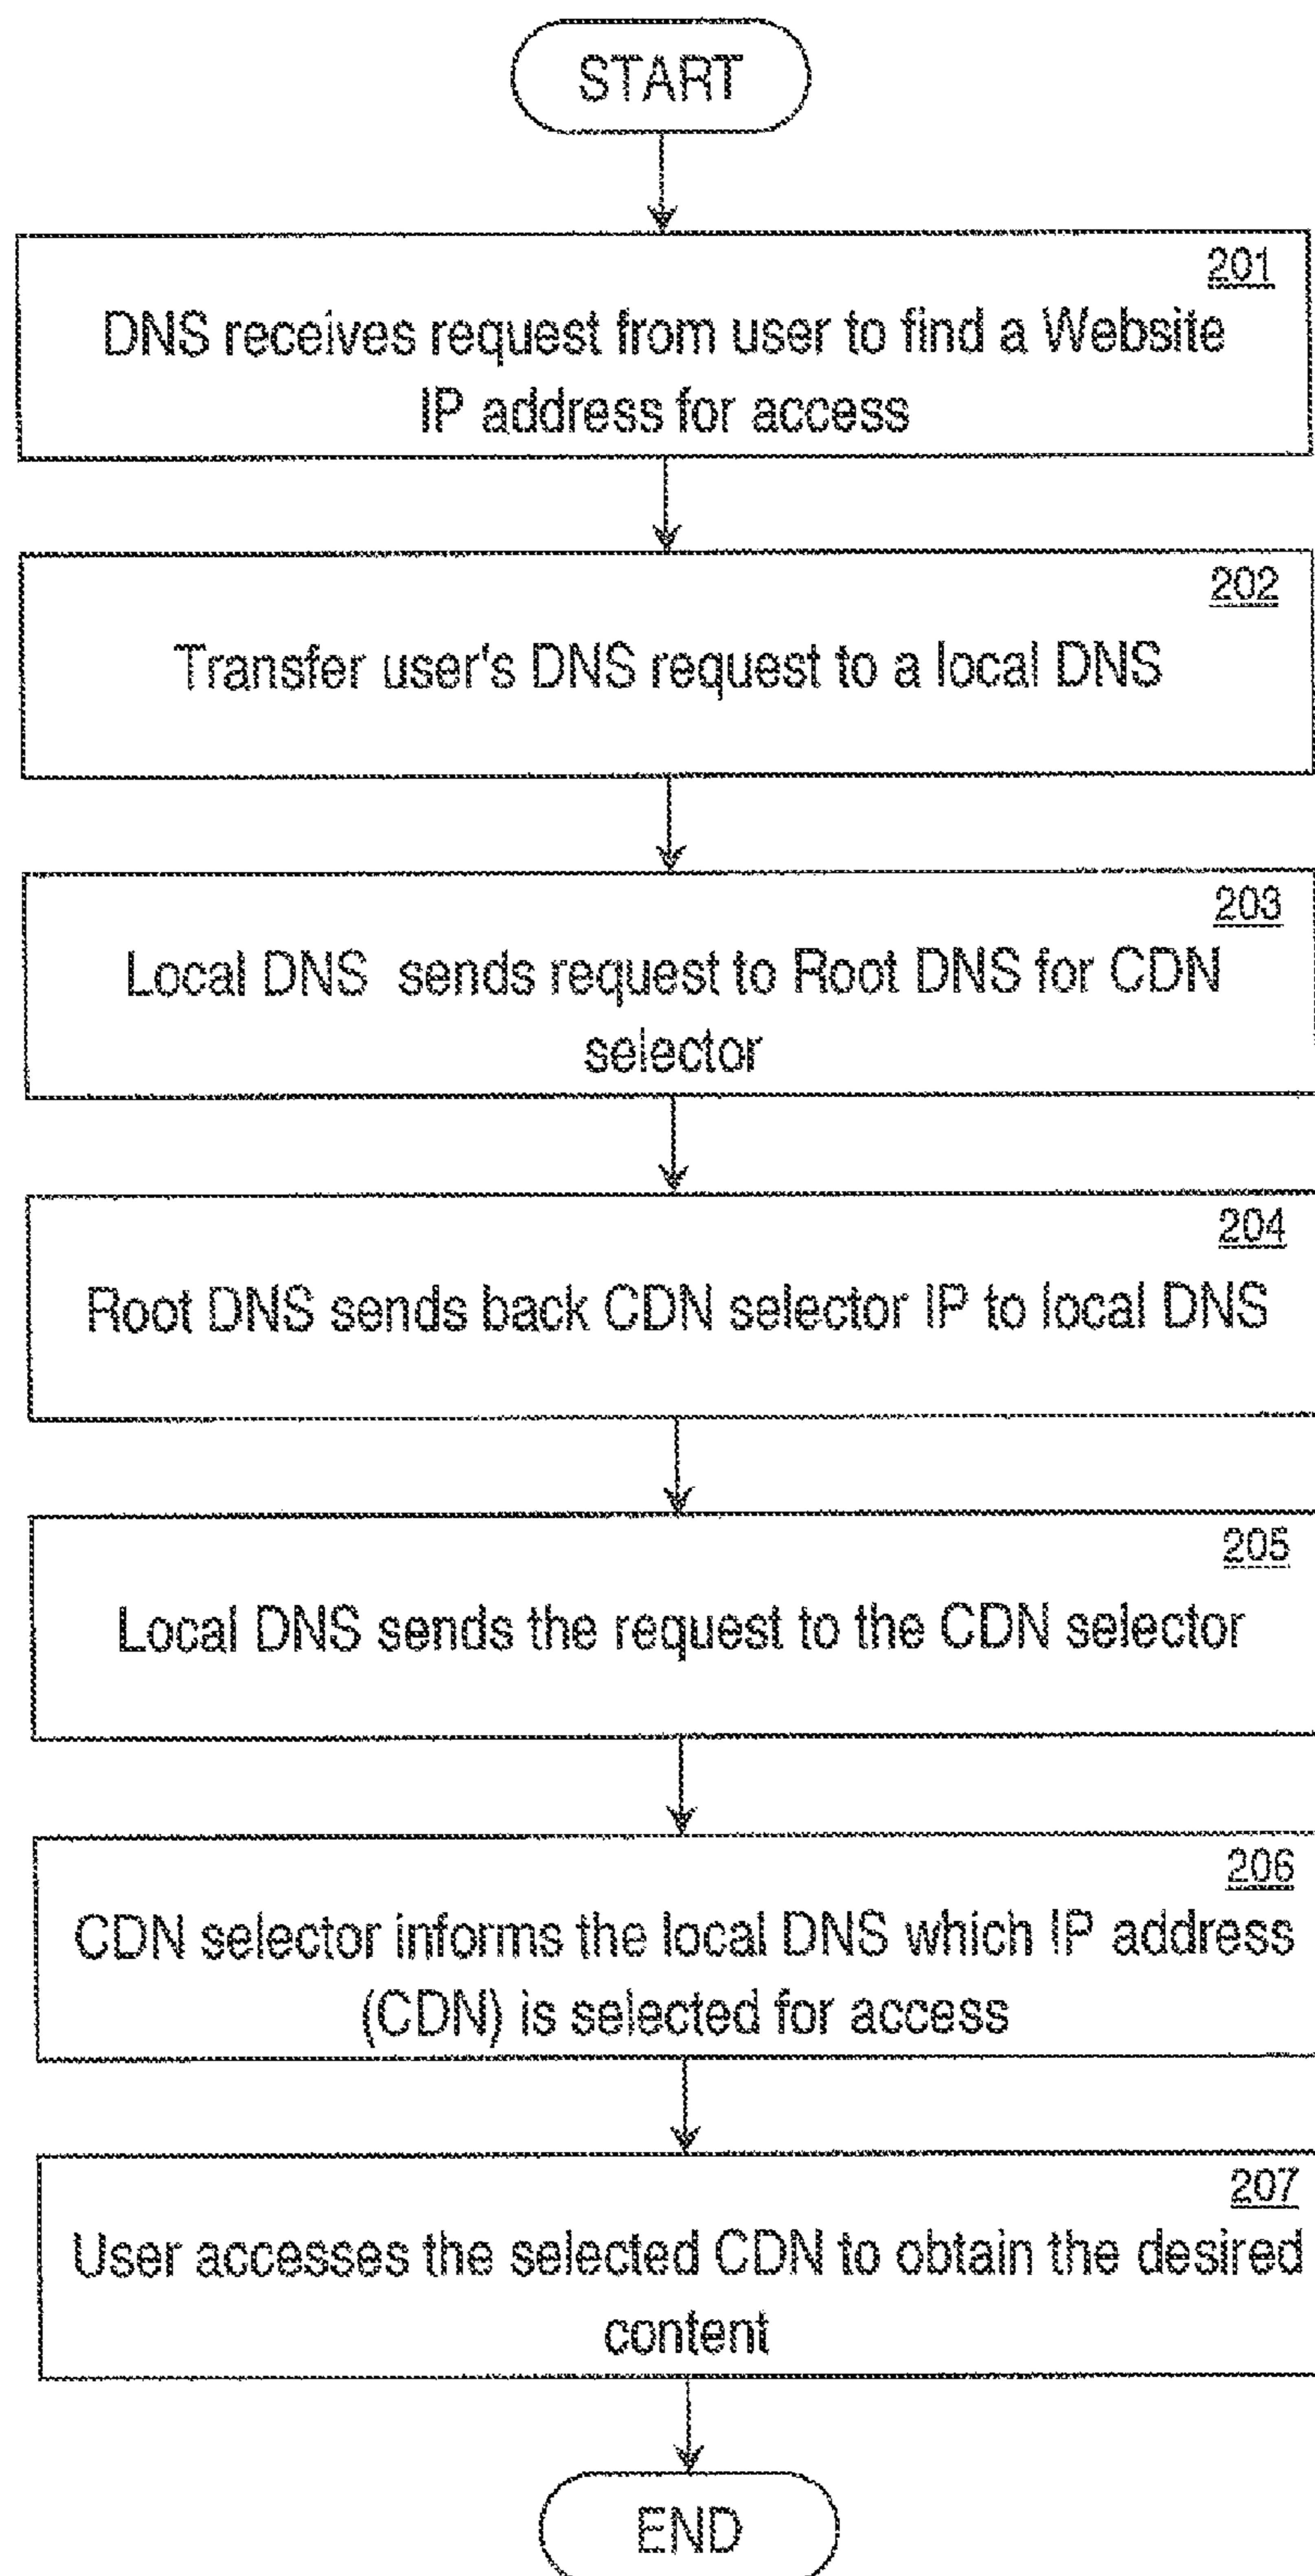 START
201
DNS receives request from user to find a Website
IP address for access
202
Transfer user's DNS request to a local DNS
203
Local DNS sends request to Root DNS for CDN
selector
204
Root DNS sends back CDN selector IP to local DNS
205
Local DNS sends the request to the CDN selector
206
CDN selector informs the local DNS which IP address
(CDN) is selected for access
207
User accesses the selected CDN to obtain the desired
content
END